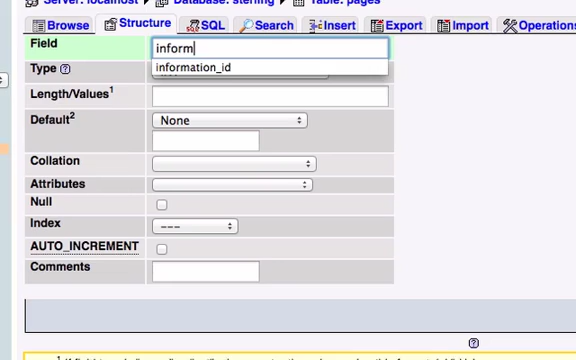 Server: localhost Database: sterling Table: pages
Browse Structure SQL Search Insert Export Import Operations
Field inform
information_id
Type
Length/Values1
Default2 None
Collation
Attributes
Null
Index ---
AUTO_INCREMENT
Comments